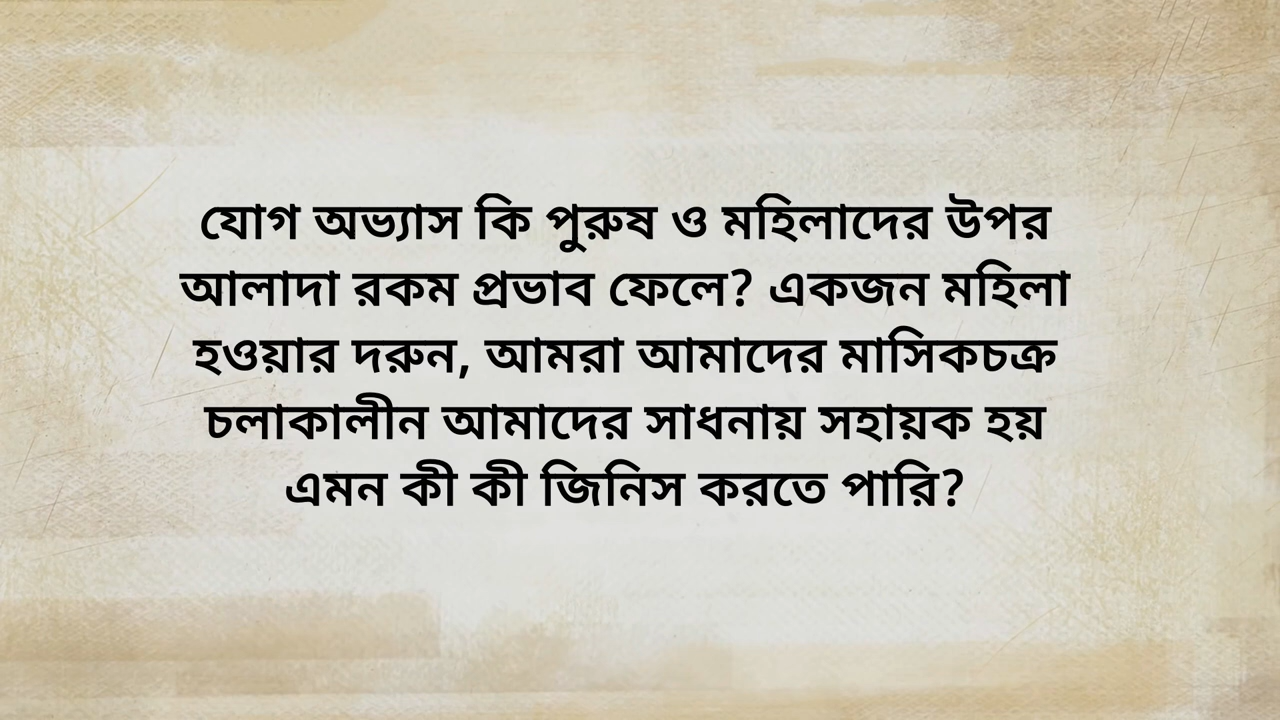 যোগ অভ্যাস কি পুরুষ ও মহিলাদের উপর
আলাদা রকম প্রভাব ফেলে? একজন মহিলা
হওয়ার দরুন, আমরা আমাদের মাসিকচক্র
চলাকালীন আমাদের সাধনায় সহায়ক হয়
এমন কী কী জিনিস করতে পারি?